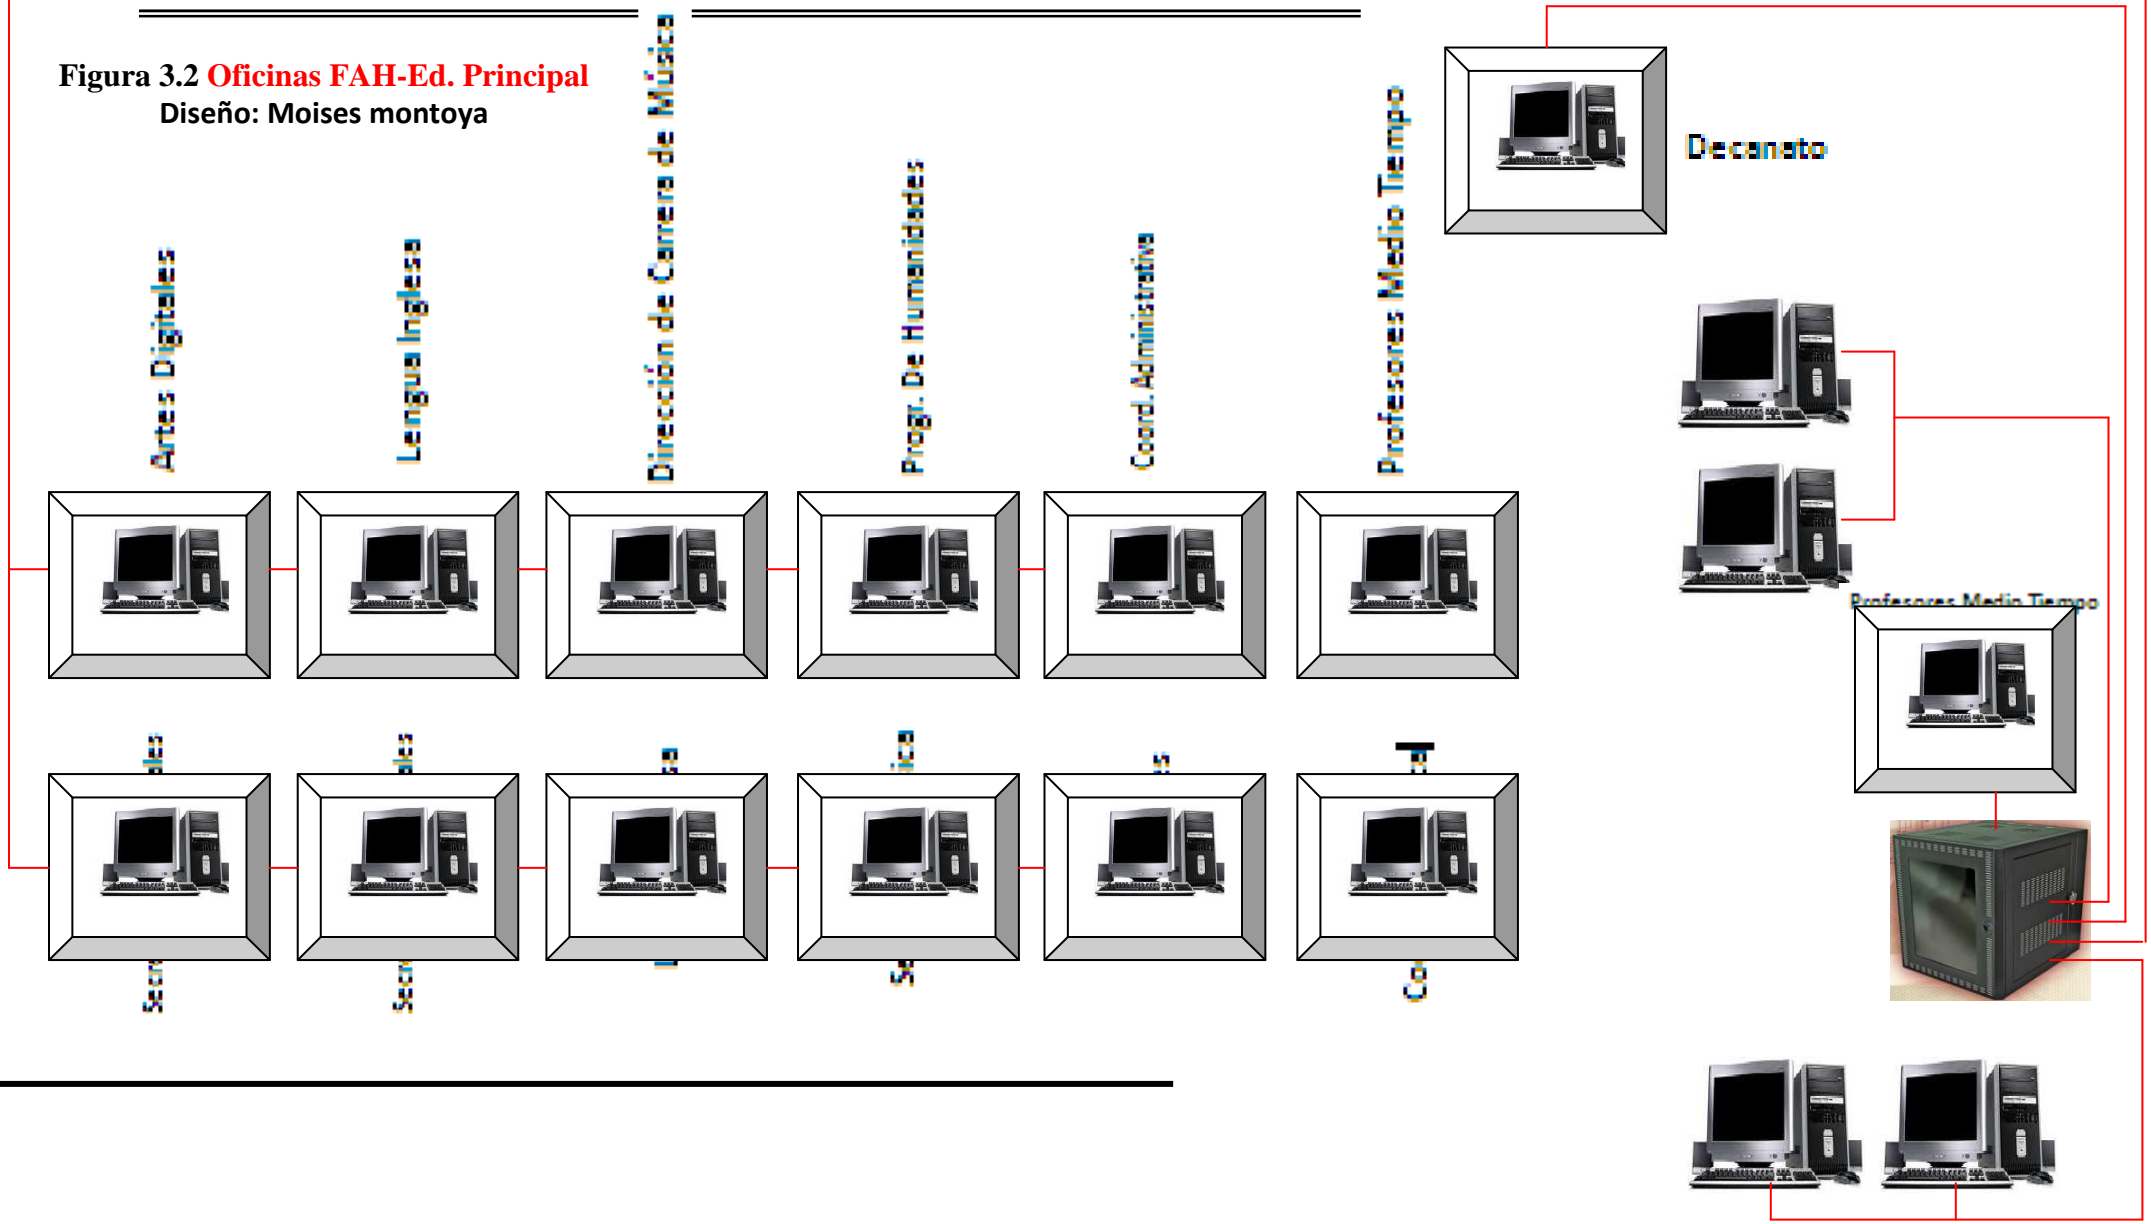 Figura 3.2 Oficinas FAH-Ed. Principal
Diseño: Moises montoya
Artes Digitales
Lengua Inglesa
Dirección de Carrera de Música
Prog. De Humanidades
Coord. Administrativa
Profesores Medio Tiempo
Decanato
Profesores Medio Tiempo